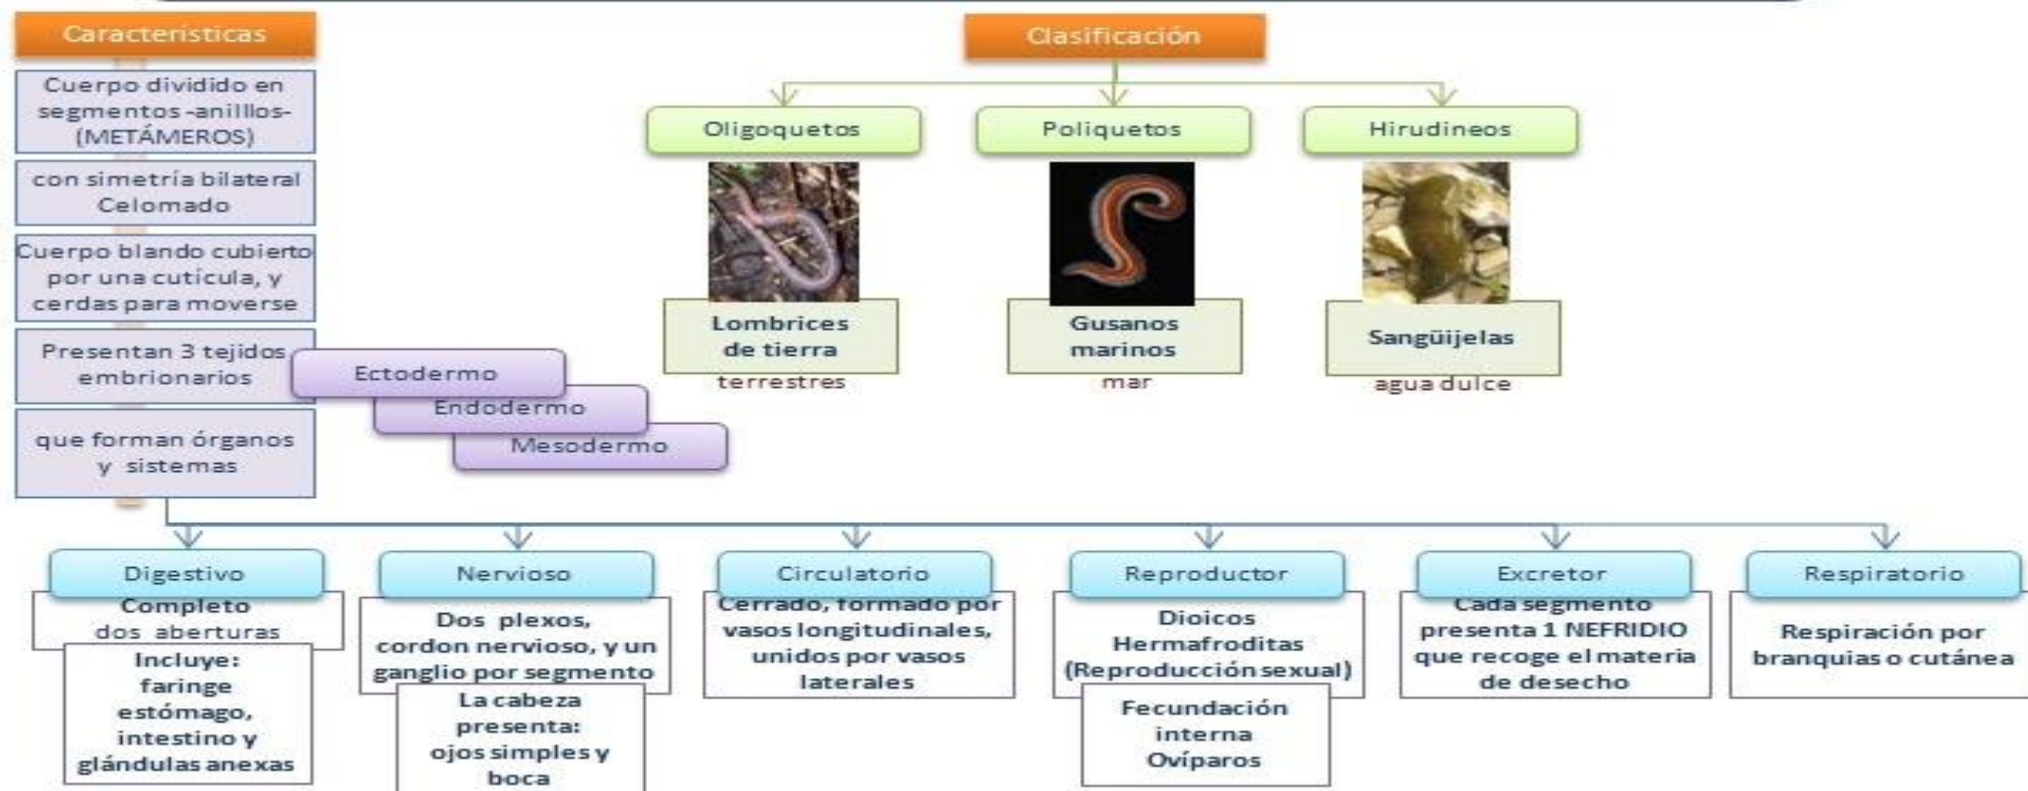 Características
Cuerpo dividido en
segmentos -anilllos-
(METÁMEROS)
con simetría bilateral
Celomado
Cuerpo blando cubierto
por una cutícula, y
cerdas para moverse
Presentan 3 tejidos
embrionarios
Ectodermo
Endodermo
Mesodermo
que forman órganos
y sistemas
Clasificación
Oligoquetos
Lombrices
de tierra
terrestres
Poliquetos
Gusanos
marinos
mar
Hirudineos
Sangüijelas
agua dulce
Digestivo
Completo
dos aberturas
Incluye:
faringe
estómago,
intestino y
glándulas anexas
Nervioso
Dos plexos,
cordon nervioso, y un
ganglio por segmento
La cabeza
presenta:
ojos simples y
boca
Circulatorio
Cerrado, formado por
vasos longitudinales,
unidos por vasos
laterales
Reproductor
Dioicos
Hermafroditas
(Reproducción sexual)
Fecundación
interna
Ovíparos
Excretor
Cada segmento
presenta 1 NEFRIDIO
que recoge el materia
de desecho
Respiratorio
Respiración por
branquias o cutánea